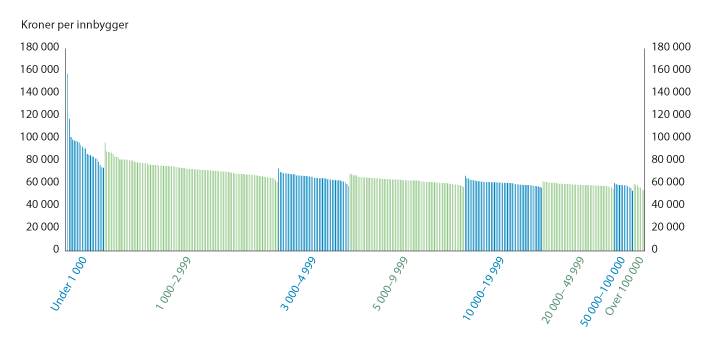 Kroner per innbygger
180 000 180 000
160 000 160 000
140 000 140 000
120 000 120 000
100 000 100 000
80 000 80 000
60 000 60 000
40 000 40 000
20 000 20 000
0 0
Under 1 000
1 000–2 999
3 000–4 999
5 000–9 999
10 000–19 999
20 000–49 999
50 000–100 000
Over 100 000